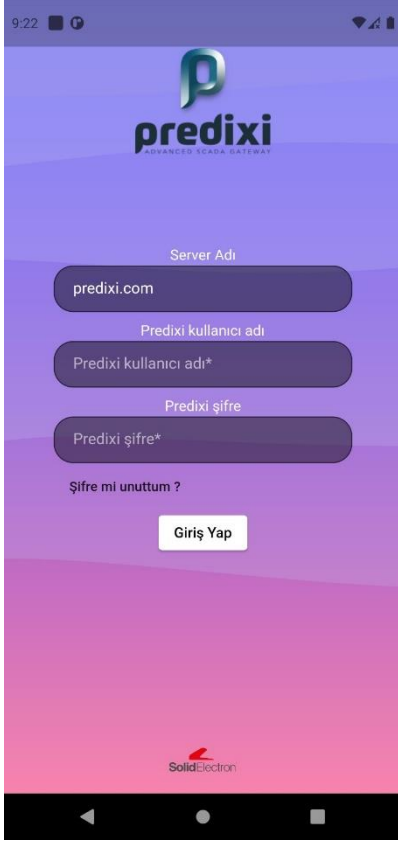 9:22
predixi
ADVANCED SCADA GATEWAY
Server Adı
predixi.com
Predixi kullanıcı adı
Predixi kullanıcı adı*
Predixi şifre
Predixi şifre*
Şifre mi unuttum ?
Giriş Yap
SolidElectron